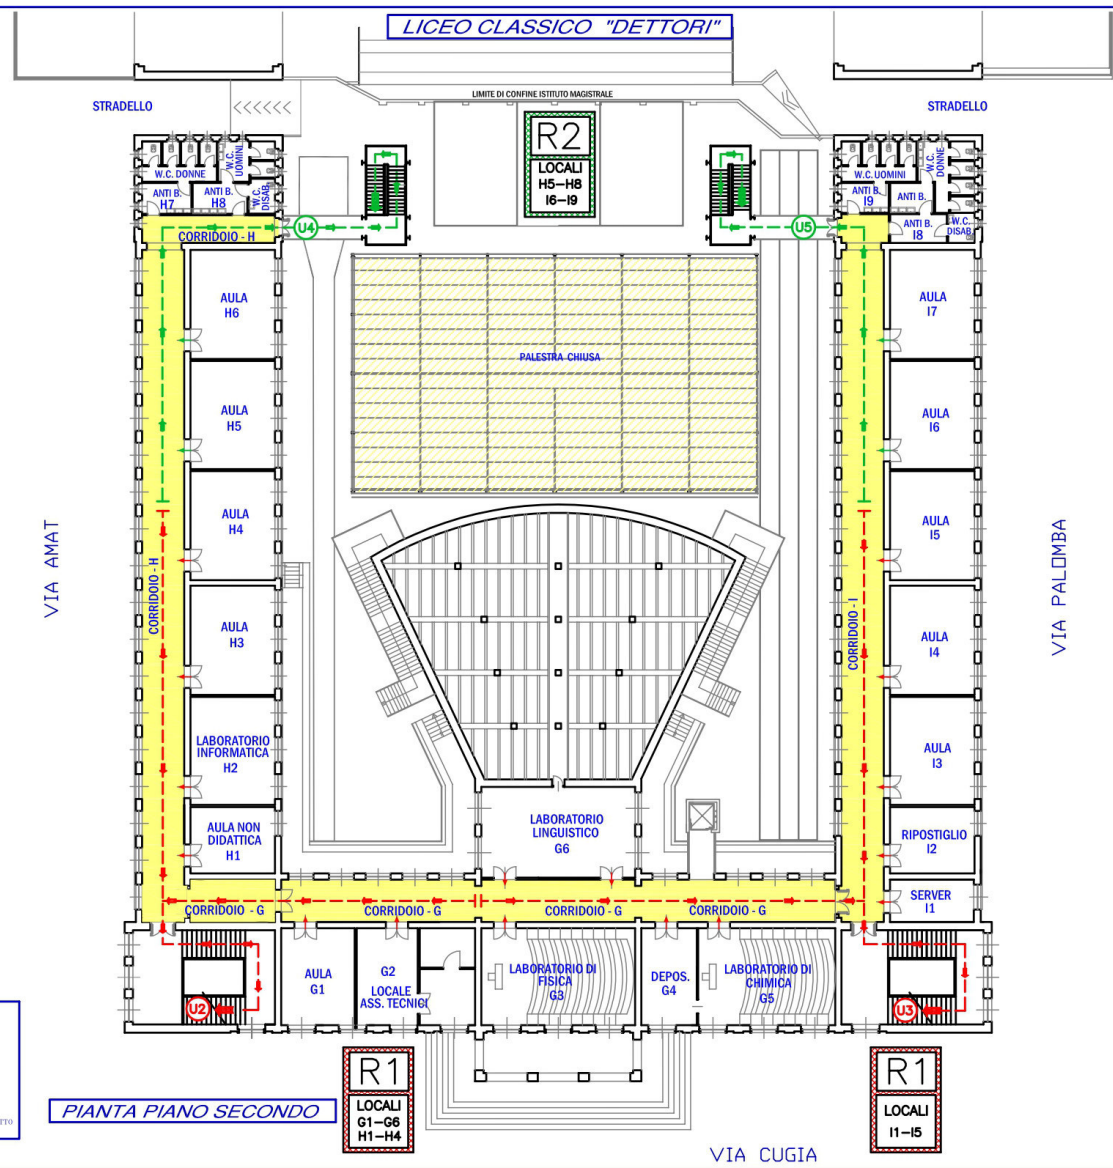 LICEO CLASSICO "DETTORI"
LIMITE DI CONFINE ISTITUTO MAGISTRALE
STRADELLO
STRADELLO
R2
LOCALI
H5-H8
I6-I9
W.C. DONNE
W.C.
UOMINI
ANTI B.
H7
ANTI B.
H8
W.C.
DISAB.
CORRIDOIO - H
U4
U5
W.C. UOMINI
W.C.
DONNE
ANTI B.
I9
ANTI B.
ANTI B.
I8
W.C.
DISAB.
AULA
H6
AULA
H5
AULA
H4
AULA
H3
LABORATORIO
INFORMATICA
H2
AULA NON
DIDATTICA
H1
CORRIDOIO - H
VIA AMAT
PALESTRA CHIUSA
AULA
I7
AULA
I6
AULA
I5
AULA
I4
AULA
I3
RIPOSTIGLIO
I2
SERVER
I1
CORRIDOIO - I
VIA PALOMBA
LABORATORIO
LINGUISTICO
G6
CORRIDOIO - G
CORRIDOIO - G
CORRIDOIO - G
CORRIDOIO - G
U2
AULA
G1
G2
LOCALE
ASS. TECNICI
LABORATORIO DI
FISICA
G3
DEPOS.
G4
LABORATORIO DI
CHIMICA
G5
U3
R1
LOCALI
G1-G6
H1-H4
R1
LOCALI
I1-I5
PIANTA PIANO SECONDO
VIA CUGIA